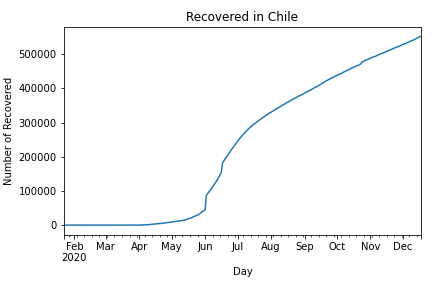 Recovered in Chile
Number of Recovered
500000
400000
300000
200000
100000
0
Feb Mar Apr May Jun Jul Aug Sep Oct Nov Dec
2020
Day